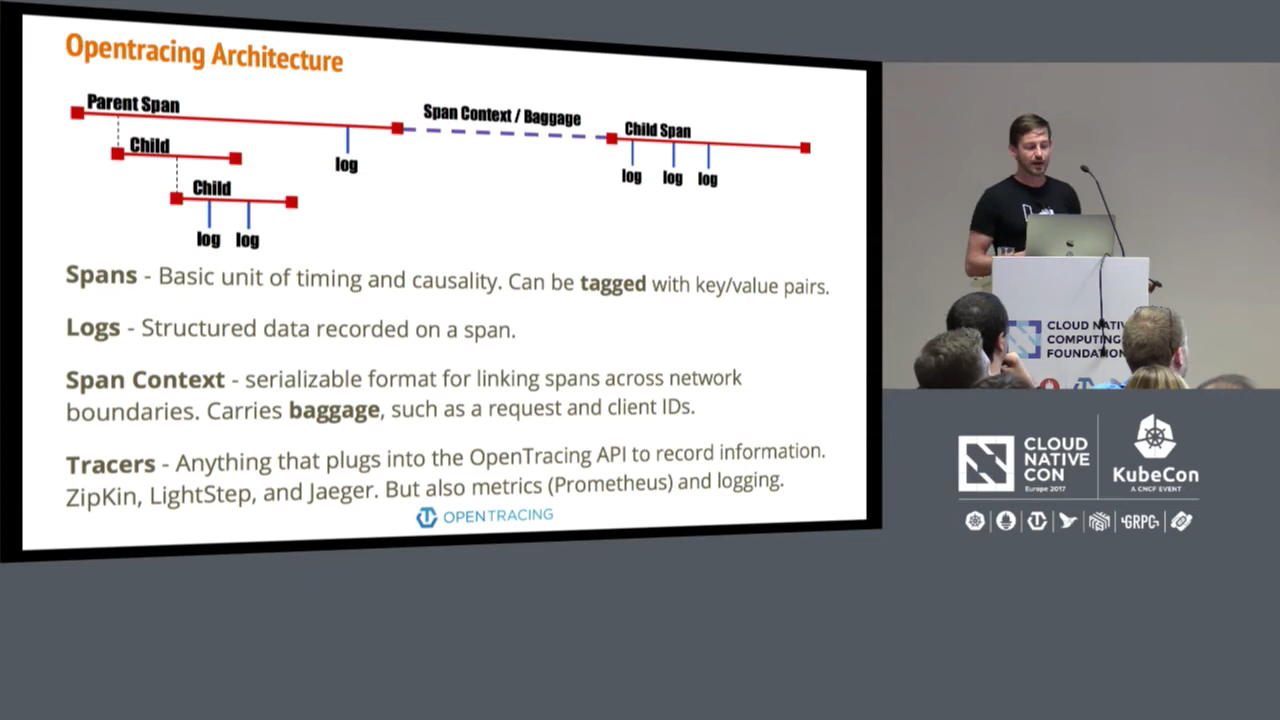 Opentracing Architecture
Parent Span
Span Context / Baggage
Child Span
Child
log
log log log
Child
log log
Spans - Basic unit of timing and causality. Can be tagged with key/value pairs.
Logs - Structured data recorded on a span.
Span Context - serializable format for linking spans across network
boundaries. Carries baggage, such as a request and client IDs.
Tracers - Anything that plugs into the OpenTracing API to record information.
ZipKin, LightStep, and Jaeger. But also metrics (Prometheus) and logging.
OPENTRACING
CLOUD NATIV
COMPUTING
FOUNDATION
CLOUD
NATIVE
CON
Europe 2017
KubeCon
A CNCF EVENT
GRPC